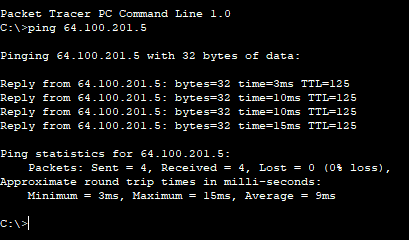 Packet Tracer PC Command Line 1.0
C:\>ping 64.100.201.5
Pinging 64.100.201.5 with 32 bytes of data:
Reply from 64.100.201.5: bytes=32 time=3ms TTL=125
Reply from 64.100.201.5: bytes=32 time=10ms TTL=125
Reply from 64.100.201.5: bytes=32 time=10ms TTL=125
Reply from 64.100.201.5: bytes=32 time=15ms TTL=125
Ping statistics for 64.100.201.5:
Packets: Sent = 4, Received = 4, Lost = 0 (0% loss),
Approximate round trip times in milli-seconds:
Minimum = 3ms, Maximum = 15ms, Average = 9ms
C:\>